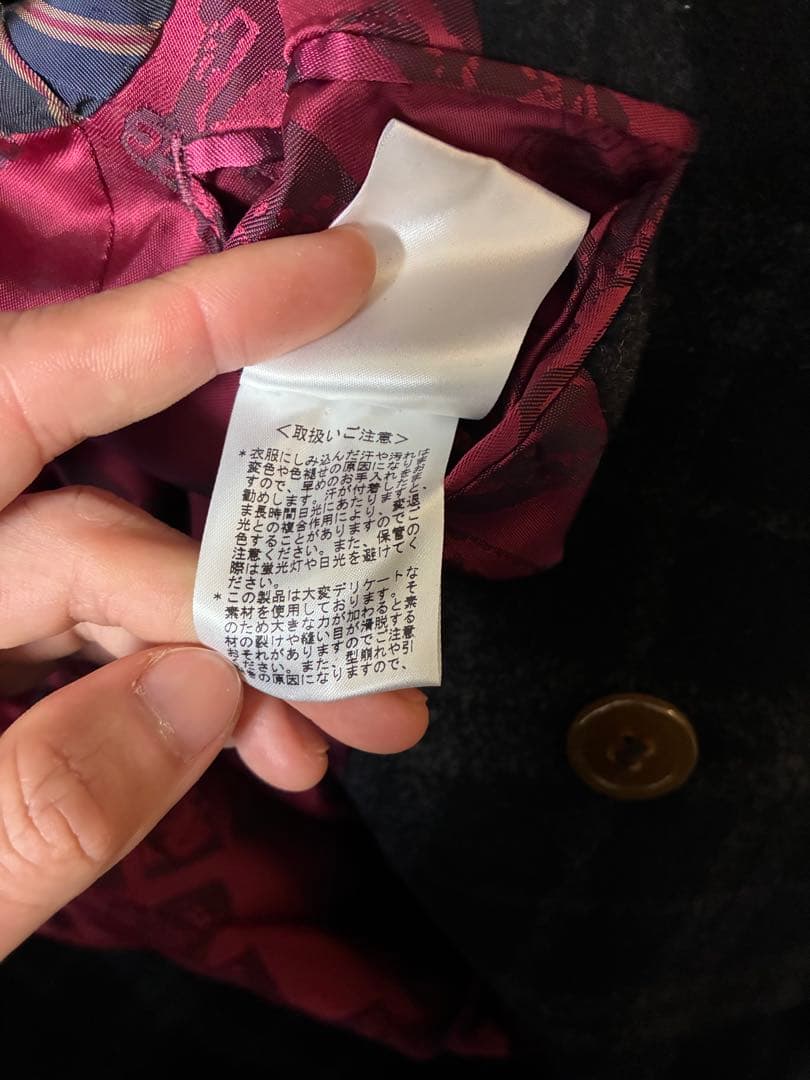 <取扱いご注意>
*衣服にしみ込んだ汗や汚れは
変色や色褪せの原因になりま
すので、早めのお手入れをお
勧めします。汗が付着したま
ま長時間日光にあたりますと、
光との複合作用により、変退
色することがありますのでご
注意ください。また、保管の
際は蛍光灯や日光を避けてく
ださい。
*この製品は大変デリケートな
素材を使用しております。そ
のため大きな力が加わると素
材の裂けや縫い目が滑脱する
おそれがありますのでご注意
ださい。また、型崩れや引
の原因になりますので、